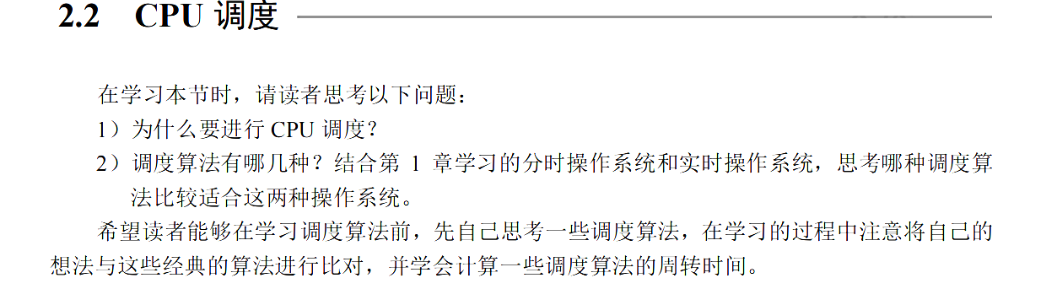 2.2 CPU 调度
在学习本节时，请读者思考以下问题：
1）为什么要进行 CPU 调度？
2）调度算法有哪几种？结合第 1 章学习的分时操作系统和实时操作系统，思考哪种调度算
法比较适合这两种操作系统。
希望读者能够在学习调度算法前，先自己思考一些调度算法，在学习的过程中注意将自己的
想法与这些经典的算法进行比对，并学会计算一些调度算法的周转时间。